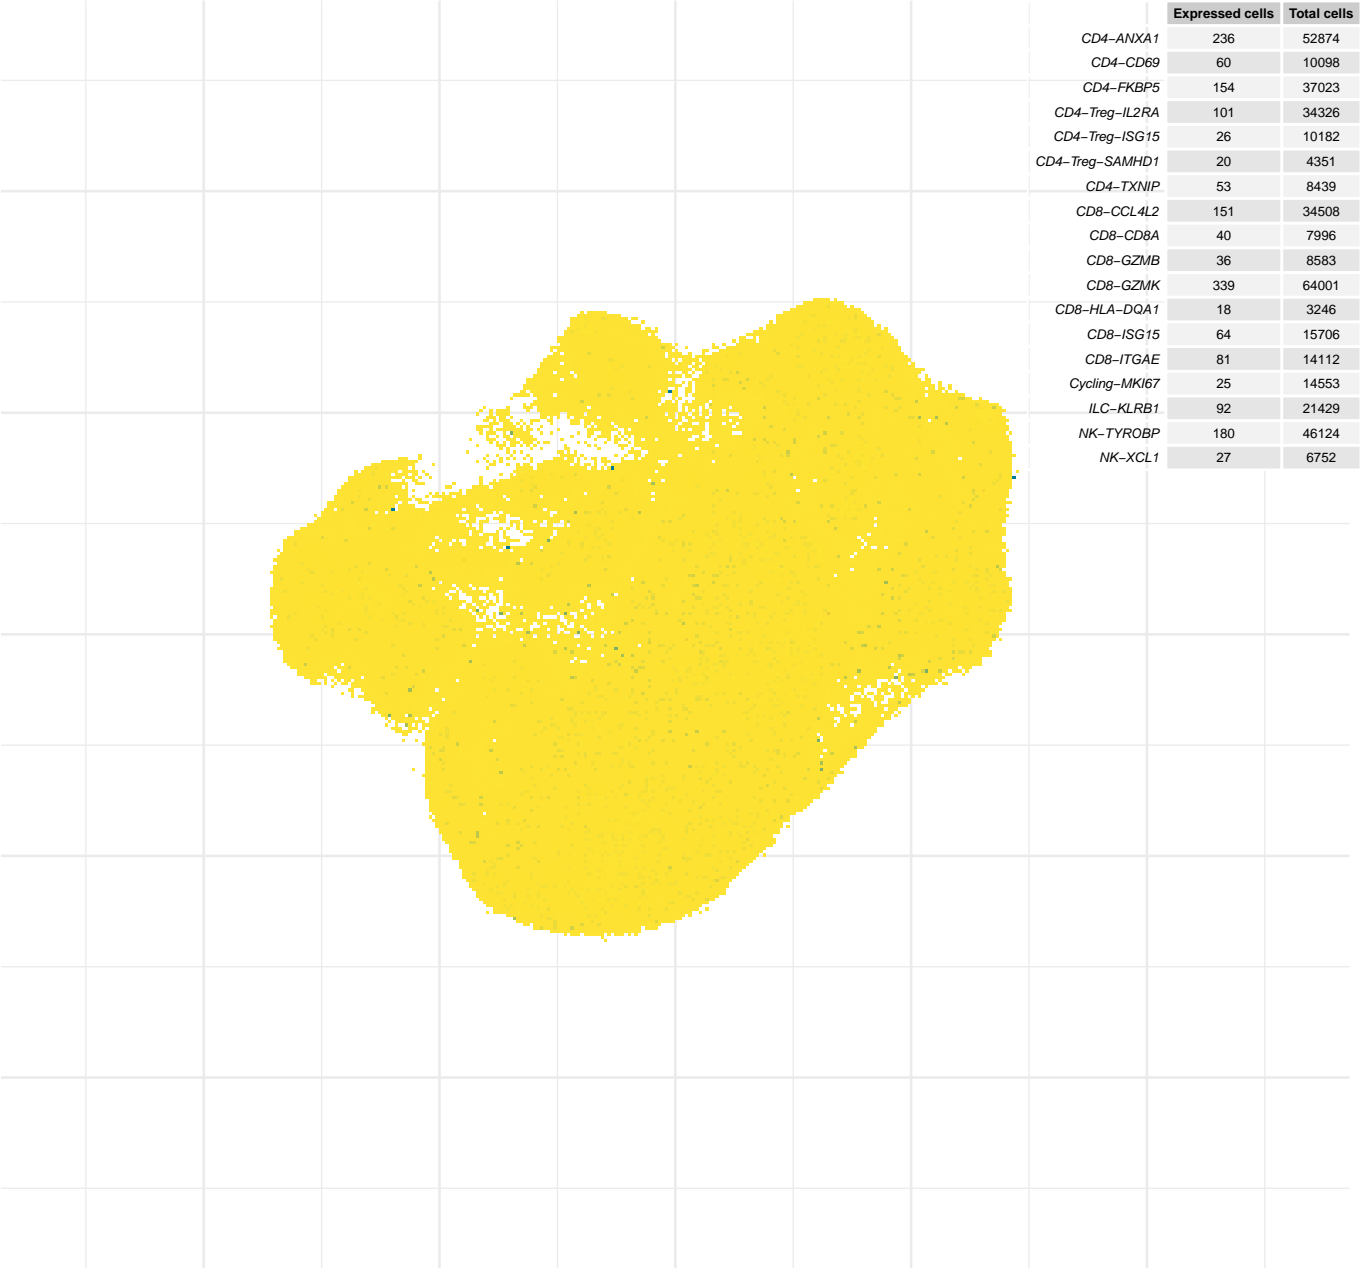 Expressed cells Total cells
CD4−ANXA1 236 52874
CD4−CD69 60 10098
CD4−FKBP5 154 37023
CD4−Treg−IL2RA 101 34326
CD4−Treg−ISG15 26 10182
CD4−Treg−SAMHD1 20 4351
CD4−TXNIP 53 8439
CD8−CCL4L2 151 34508
CD8−CD8A 40 7996
CD8−GZMB 36 8583
CD8−GZMK 339 64001
CD8−HLA−DQA1 18 3246
CD8−ISG15 64 15706
CD8−ITGAE 81 14112
Cycling−MKI67 25 14553
ILC−KLRB1 92 21429
NK−TYROBP 180 46124
NK−XCL1 27 6752